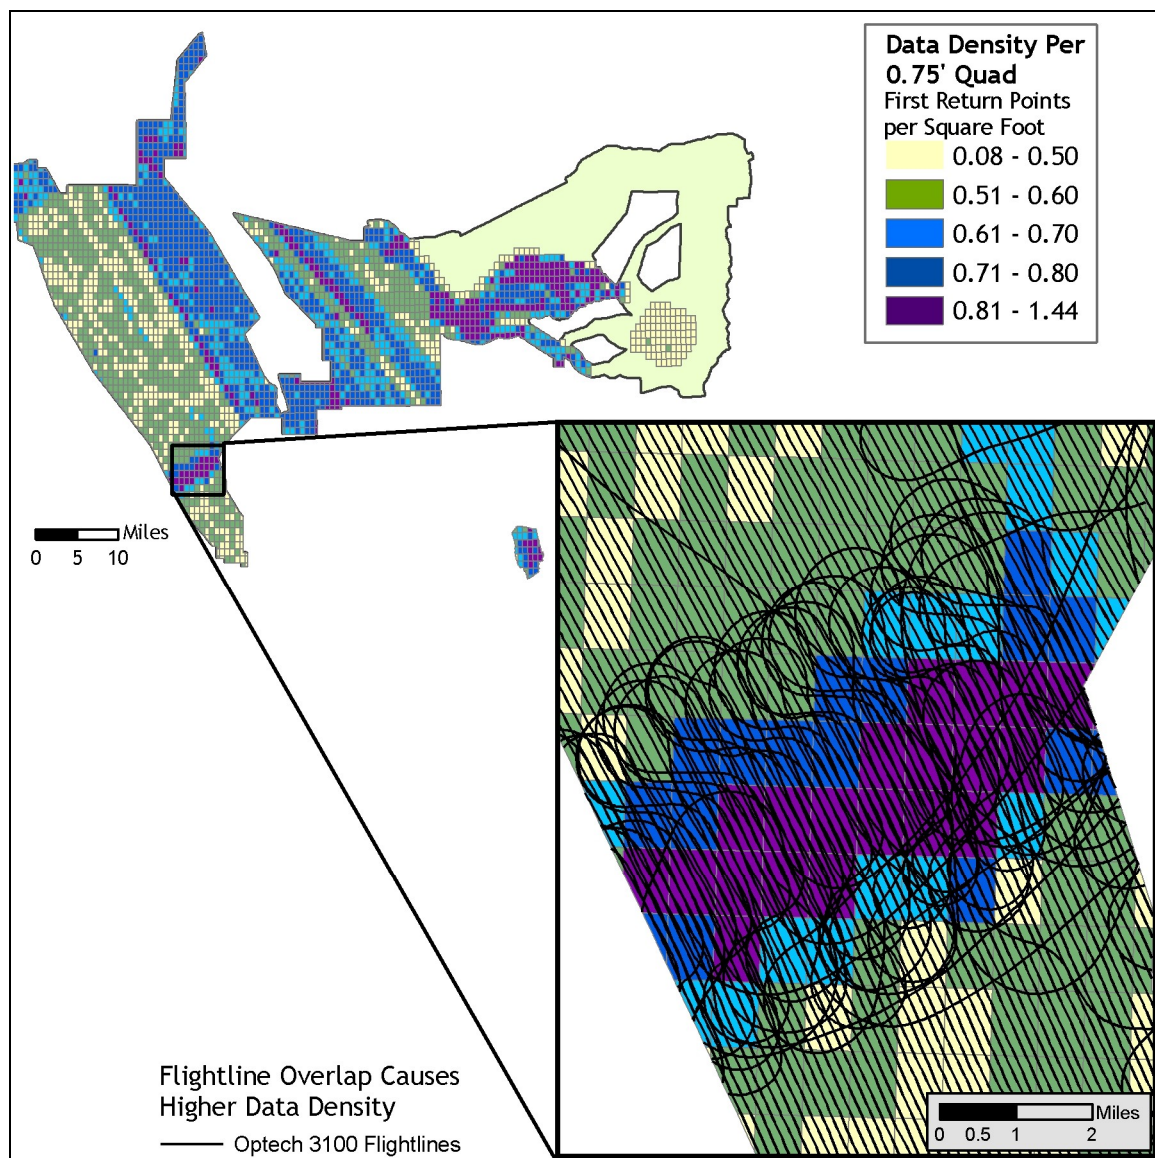 Data Density Per
0.75' Quad
First Return Points
per Square Foot
0.08 - 0.50
0.51 - 0.60
0.61 - 0.70
0.71 - 0.80
0.81 - 1.44
Miles
0 5 10
Flightline Overlap Causes
Higher Data Density
Optech 3100 Flightlines
Miles
0 0.5 1 2